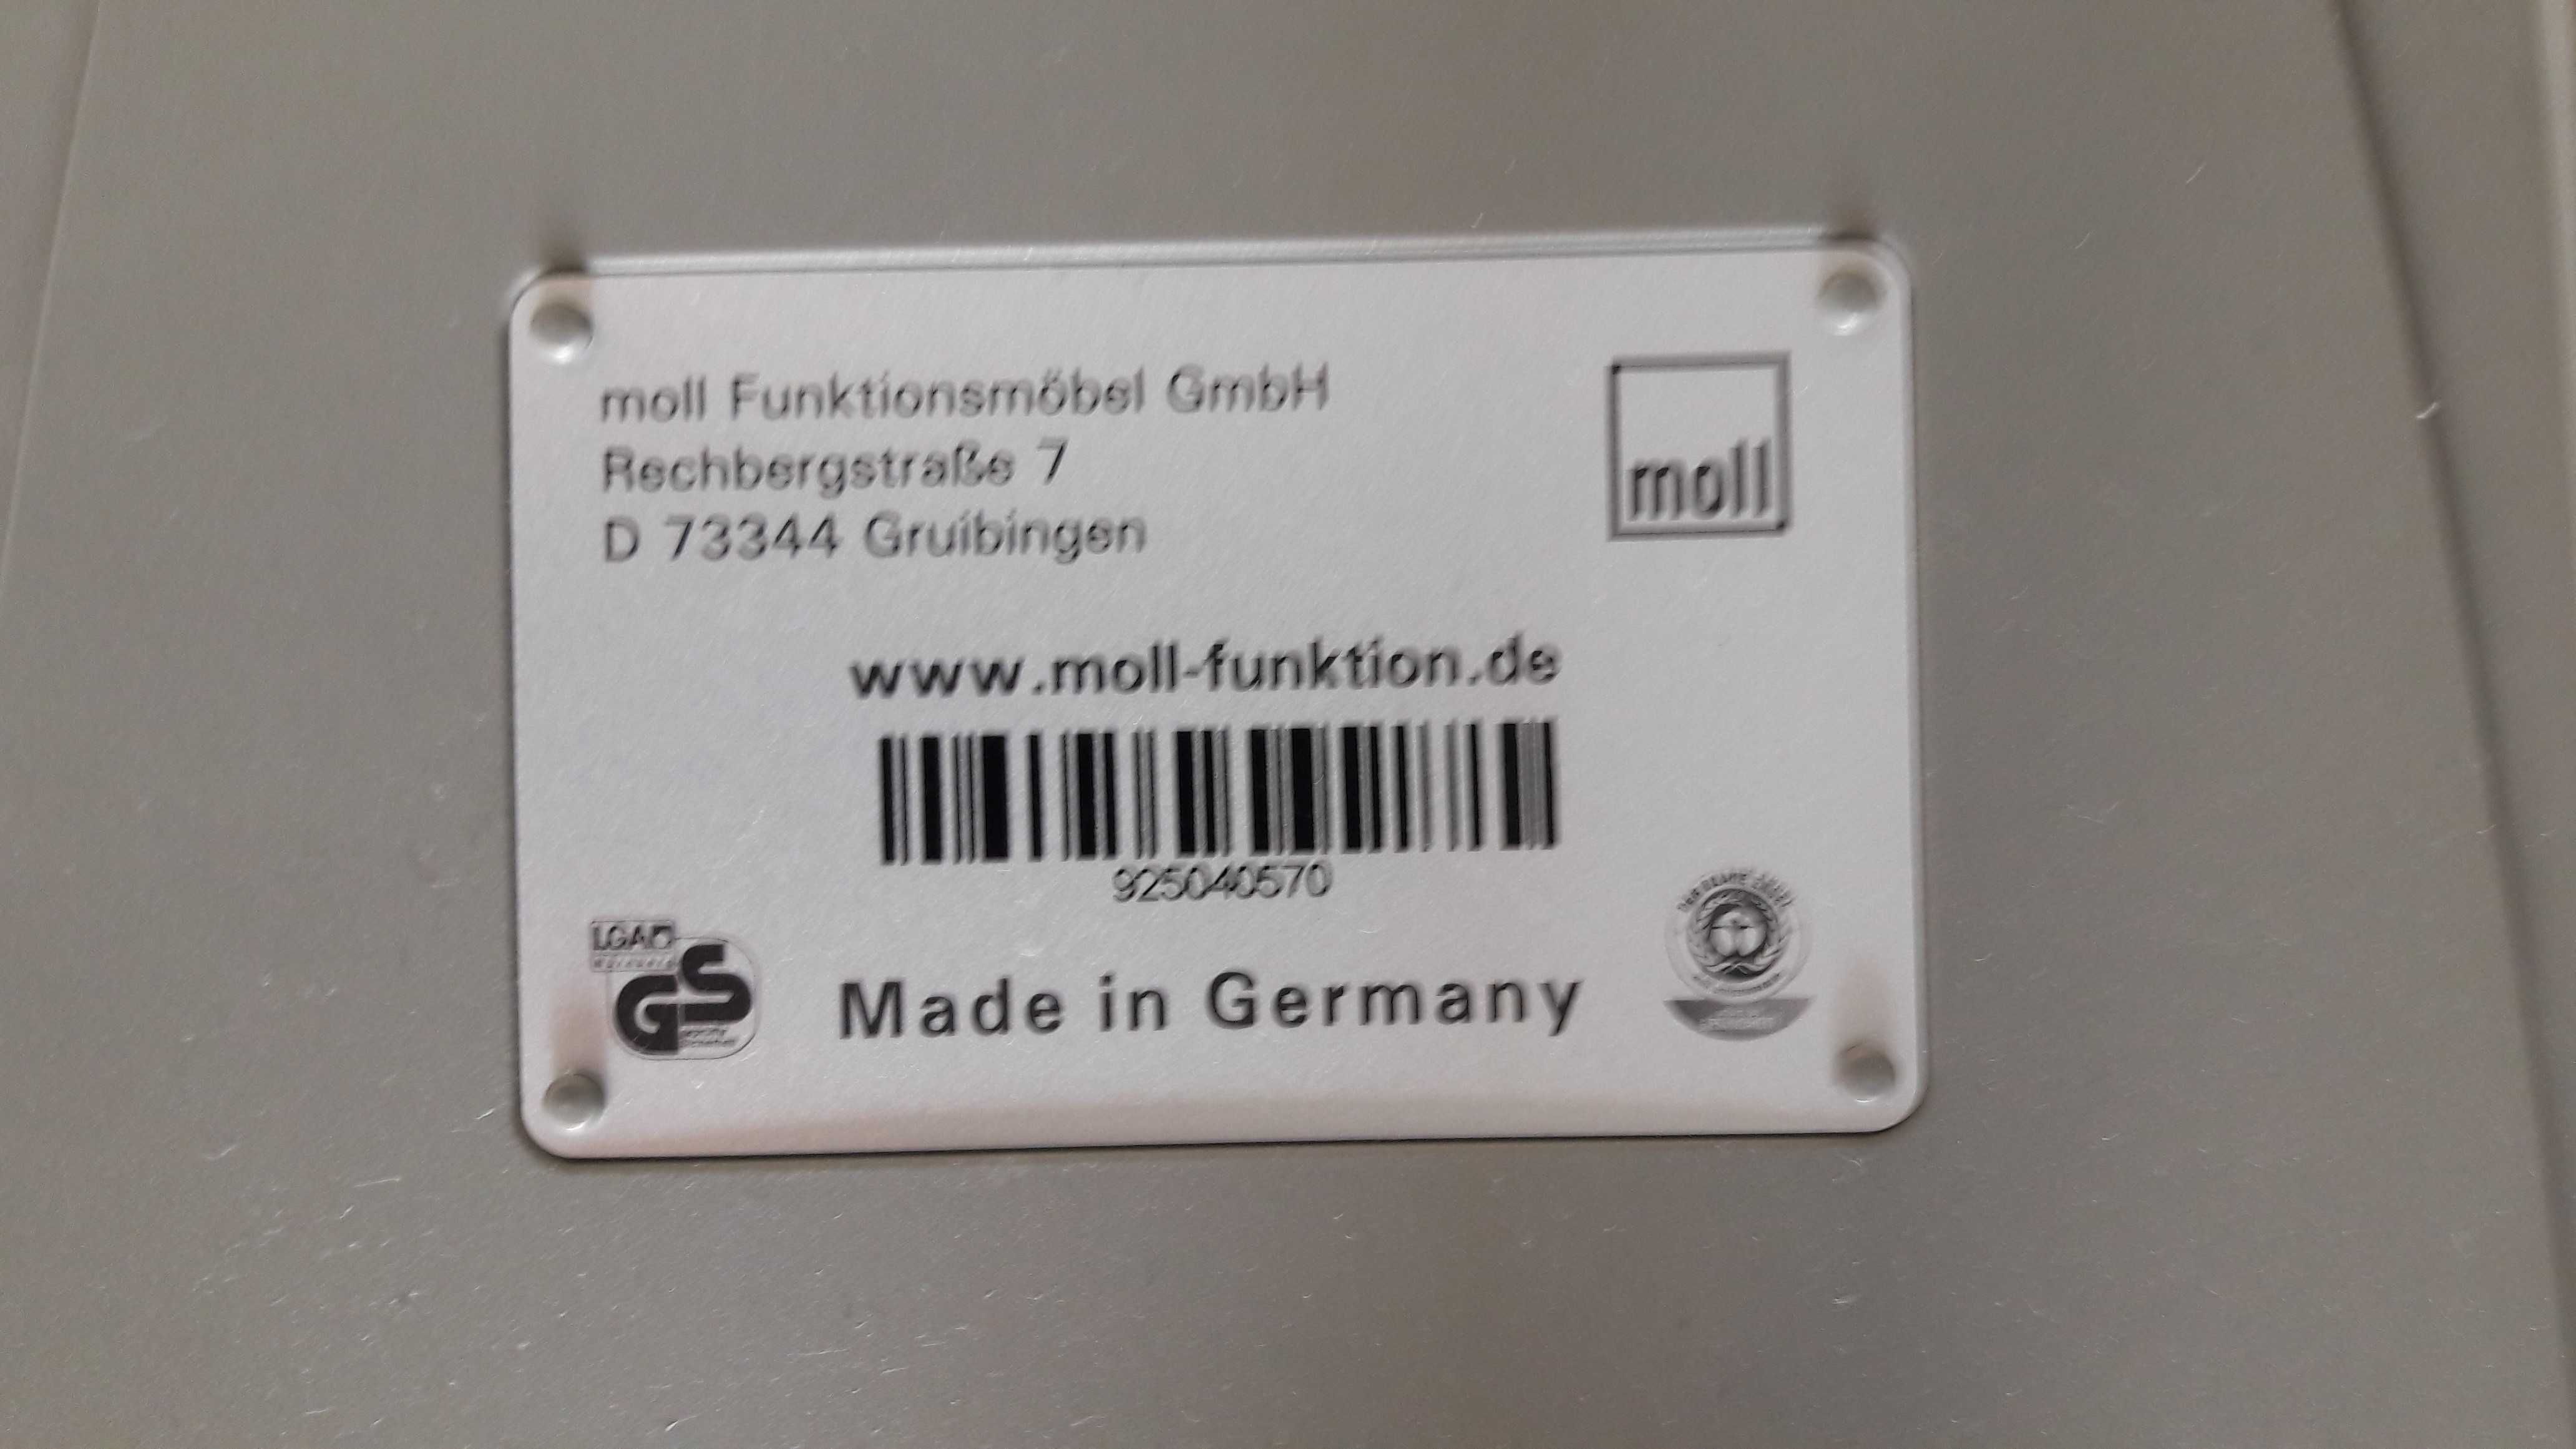 moll Funktionsmöbel GmbH
Rechbergstraße 7
D 73344 Gruibingen
moll
www.moll-funktion.de
925040570
LGA
GS
Made in Germany